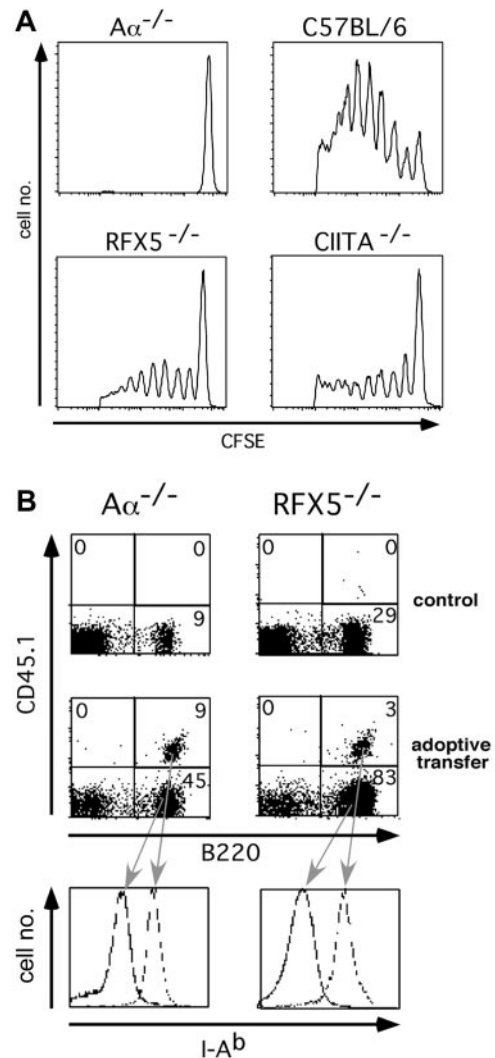 A
Aα-/-
C57BL/6
cell no.
RFX5 -/-
CIITA -/-
CFSE
B
Aα-/-
RFX5-/-
CD45.1
0 0
9
0 0
29
control
0 9
45
0 3
83
adoptive
transfer
B220
cell no.
I-Ab